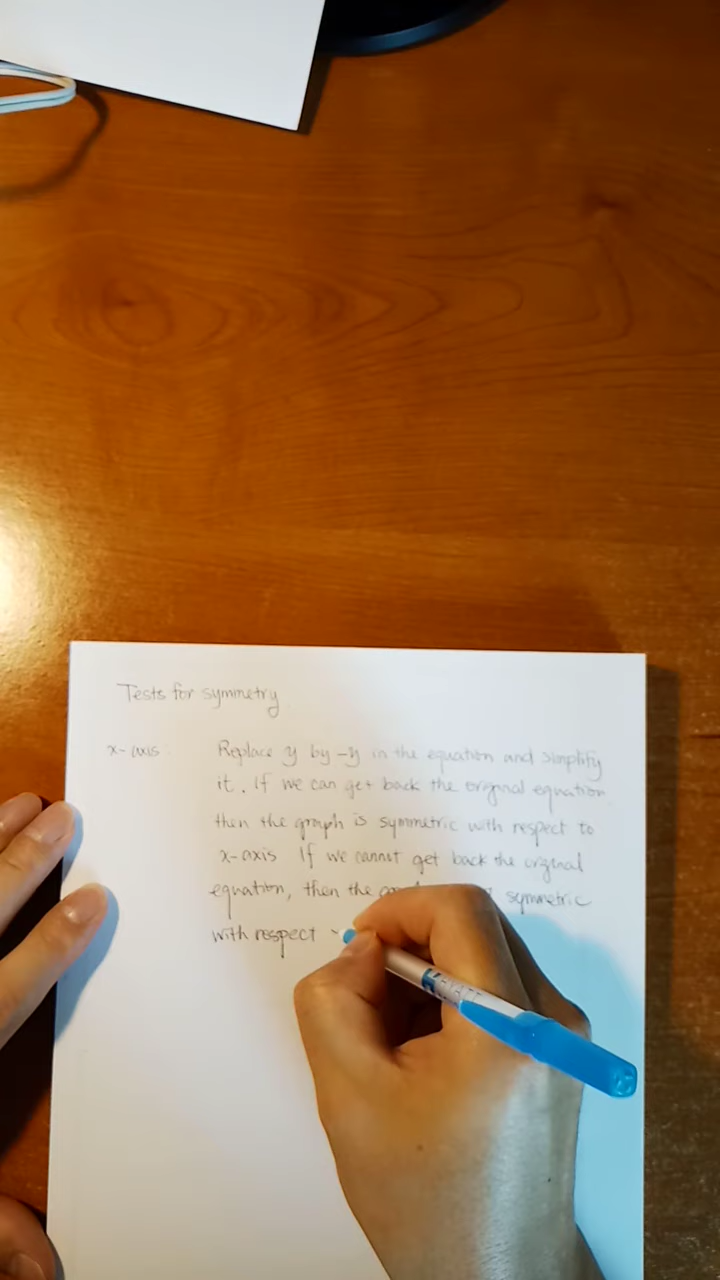 Tests for symmetry
x-axis Replace y by -y in the equation and simplify
it. If we can get back the original equation
then the graph is symmetric with respect to
x-axis If we cannot get back the orginal
equation, then the symmetric
with respect